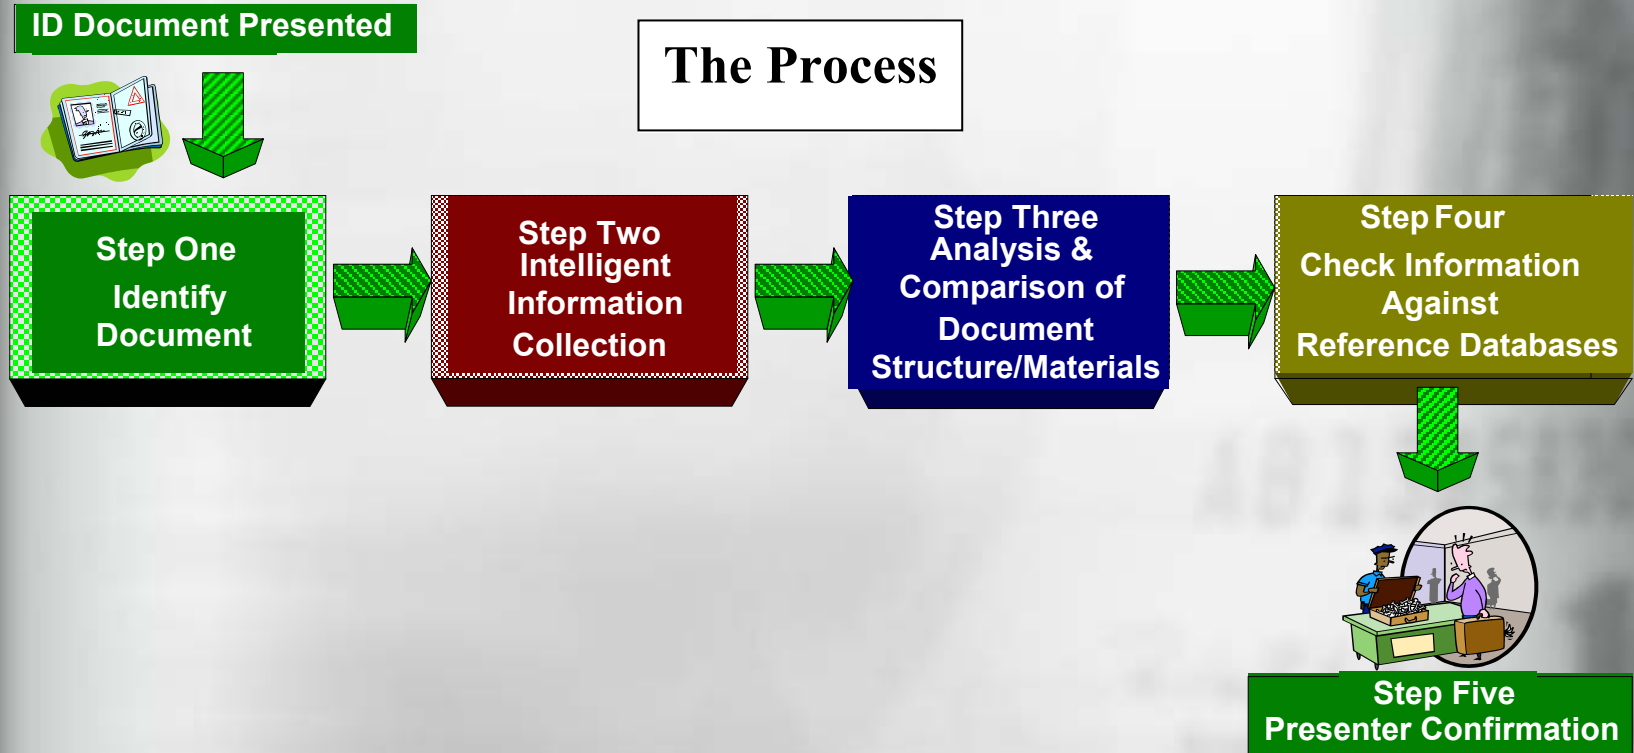 ID Document Presented
The Process
Step One
Identify
Document
Step Two
Intelligent
Information
Collection
Step Three
Analysis &
Comparison of
Document
Structure/Materials
Step Four
Check Information
Against
Reference Databases
Step Five
Presenter Confirmation